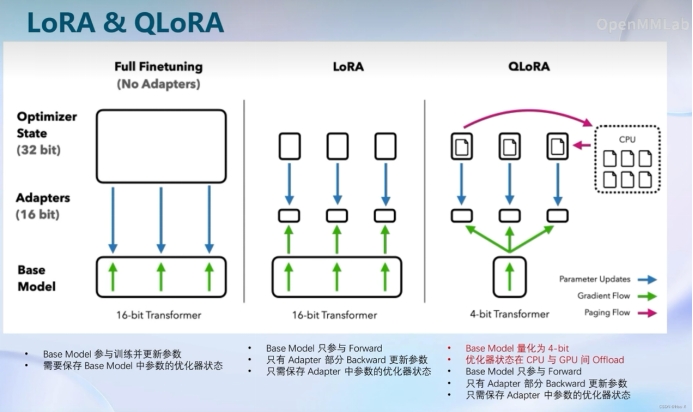 LoRA & QLoRA
OpenMMLab
Full Finetuning
(No Adapters)
LoRA
QLoRA
Optimizer
State
(32 bit)
CPU
Adapters
(16 bit)
Base
Model
Parameter Updates
Gradient Flow
Paging Flow
16-bit Transformer
16-bit Transformer
4-bit Transformer
• Base Model 参与训练并更新参数
• 需要保存 Base Model 中参数的优化器状态
• Base Model 只参与 Forward
• 只有 Adapter 部分 Backward 更新参数
• 只需保存 Adapter 中参数的优化器状态
• Base Model 量化为 4-bit
• 优化器状态在 CPU 与 GPU 间 Offload
• Base Model 只参与 Forward
• 只有 Adapter 部分 Backward 更新参数
• 只需保存 Adapter 中参数的优化器状态